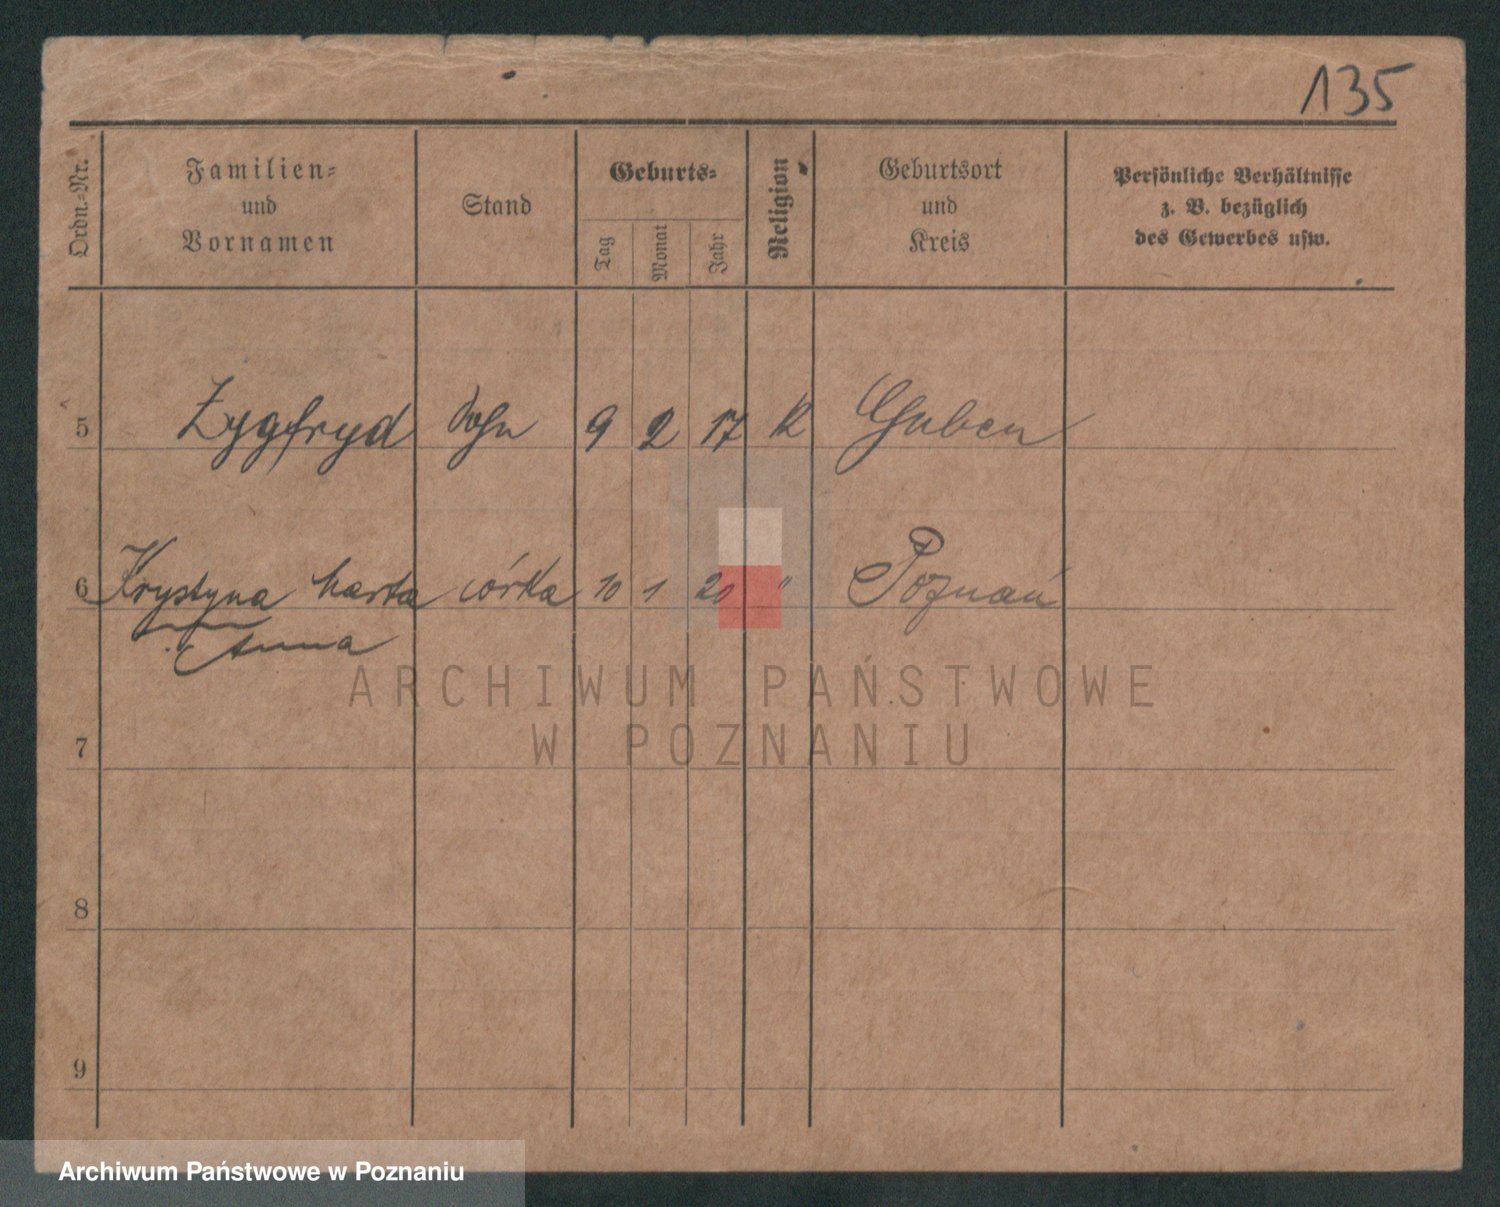 135
Ordn.-Nr.
Familien-
und
Vornamen
Stand
Geburts-
Tag
Monat
Jahr
Religion
Geburtsort
und
Kreis
Persönliche Verhältnisse
z. B. bezüglich
des Gewerbes usw.
5 Zygfryd Sohn 9 2 17 K Guben
6 Krystyna Marta córka 10 1 20 " Poznań
Anna
7
8
9
ARCHIWUM PAŃSTWOWE
W POZNANIU
Archiwum Państwowe w Poznaniu